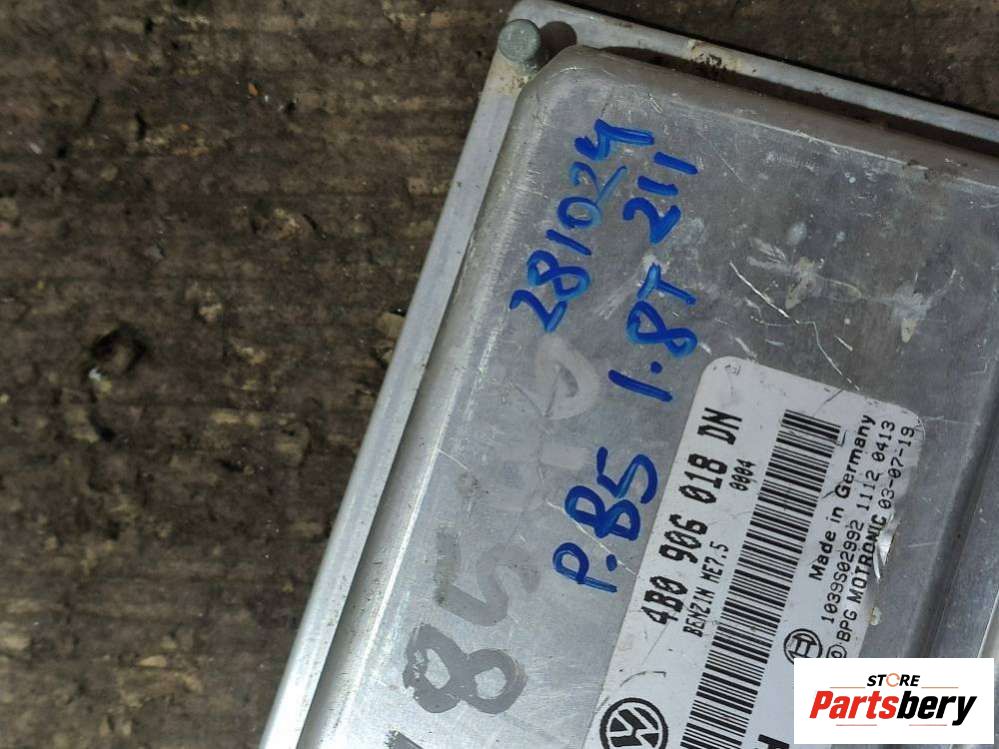 281024
P.B5 1.8T 211
85
4B0 906 018 DN
BENZIN ME7.5
0004
Made in Germany
1039S02992 1112 0413
BPG MOTRONIC 03-07-19
STORE
Partsbery